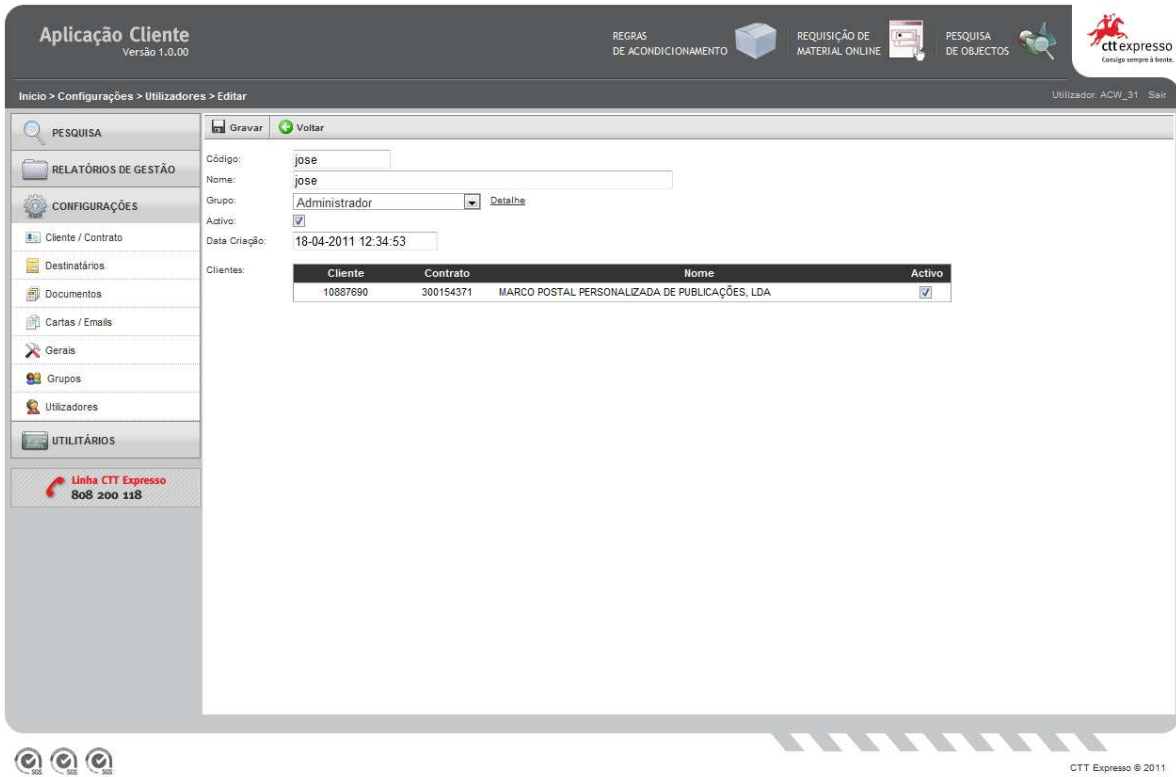 Aplicação Cliente
Versão 1.0.00
REGRAS
DE ACONDICIONAMENTO
REQUISIÇÃO DE
MATERIAL ONLINE
PESQUISA
DE OBJECTOS
ctt expresso
Consigo sempre à frente.
Inicio > Configurações > Utilizadores > Editar
Utilizador: ACW_31 Sair
PESQUISA
RELATÓRIOS DE GESTÃO
CONFIGURAÇÕES
Cliente / Contrato
Destinatários
Documentos
Cartas / Emails
Gerais
Grupos
Utilizadores
UTILITÁRIOS
Linha CTT Expresso
808 200 118
Gravar Voltar
Código: jose
Nome: jose
Grupo: Administrador Detalhe
Activo:
Data Criação: 18-04-2011 12:34:53
Clientes: Cliente Contrato Nome Activo
10887690 300154371 MARCO POSTAL PERSONALIZADA DE PUBLICAÇÕES, LDA
SGS SGS SGS
CTT Expresso © 2011